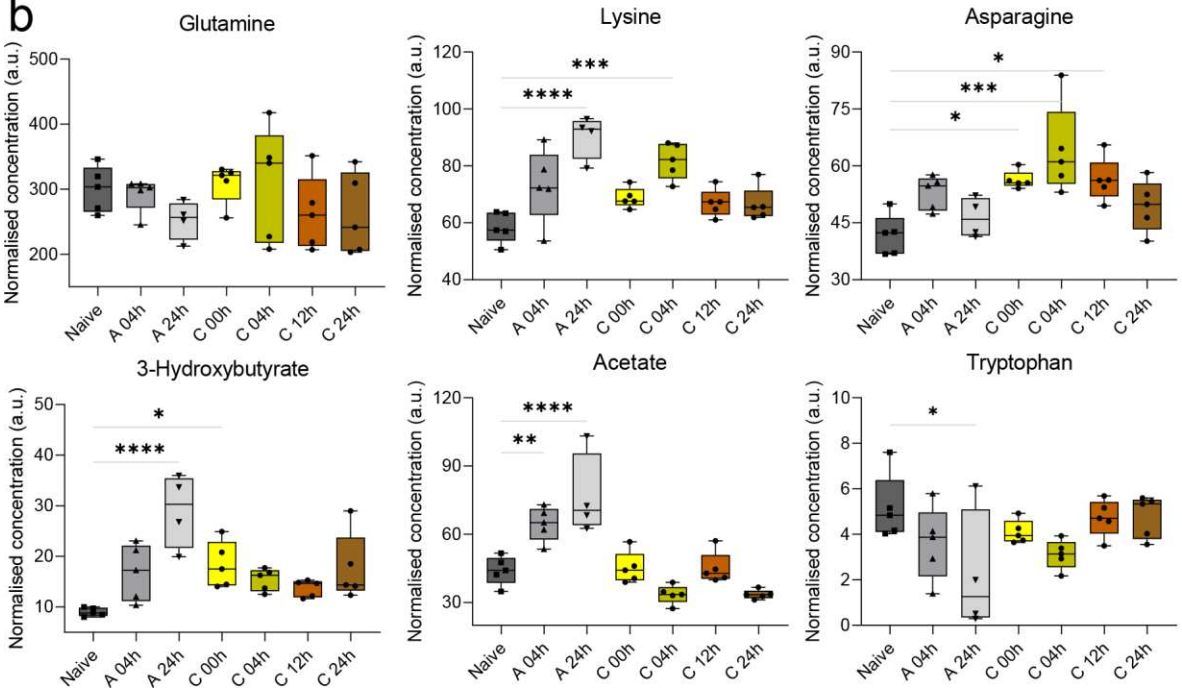 b
Glutamine
Normalised concentration (a.u.)
500
400
300
200
Naive
A 04h
A 24h
C 00h
C 04h
C 12h
C 24h
Lysine
Normalised concentration (a.u.)
120
100
80
60
40
***
****
Naive
A 04h
A 24h
C 00h
C 04h
C 12h
C 24h
Asparagine
Normalised concentration (a.u.)
90
75
60
45
30
*
***
*
Naive
A 04h
A 24h
C 00h
C 04h
C 12h
C 24h
3-Hydroxybutyrate
Normalised concentration (a.u.)
50
40
30
20
10
*
****
Naive
A 04h
A 24h
C 00h
C 04h
C 12h
C 24h
Acetate
Normalised concentration (a.u.)
120
90
60
30
****
**
Naive
A 04h
A 24h
C 00h
C 04h
C 12h
C 24h
Tryptophan
Normalised concentration (a.u.)
10
8
6
4
2
0
*
Naive
A 04h
A 24h
C 00h
C 04h
C 12h
C 24h